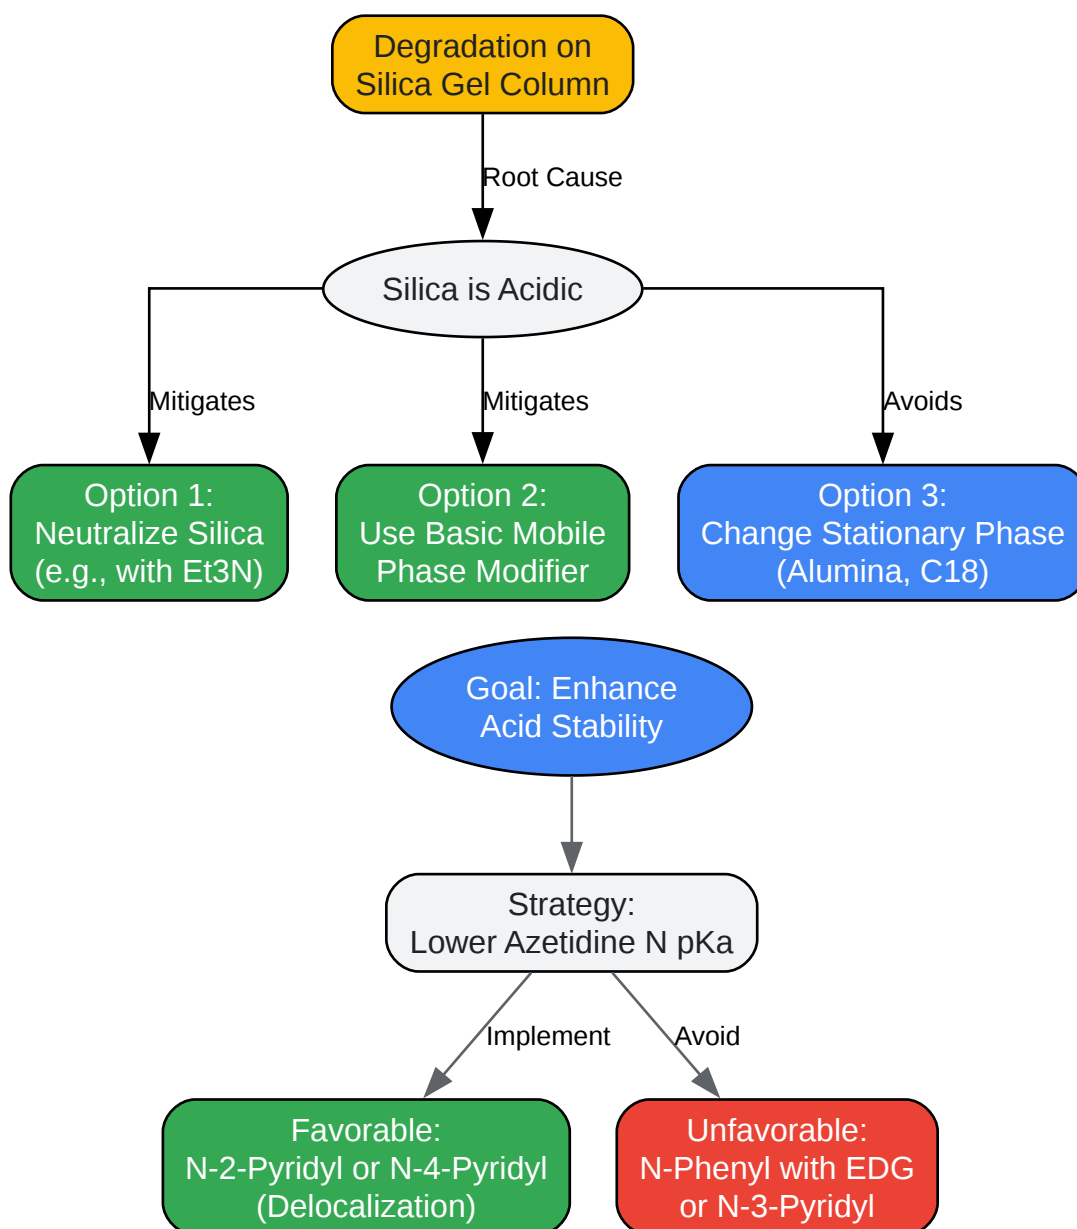 Degradation on
Silica Gel Column
Root Cause
Silica is Acidic
Mitigates
Mitigates
Avoids
Option 1:
Neutralize Silica
(e.g., with Et3N)
Option 2:
Use Basic Mobile
Phase Modifier
Option 3:
Change Stationary Phase
(Alumina, C18)
Goal: Enhance
Acid Stability
Strategy:
Lower Azetidine N pKa
Implement
Avoid
Favorable:
N-2-Pyridyl or N-4-Pyridyl
(Delocalization)
Unfavorable:
N-Phenyl with EDG
or N-3-Pyridyl